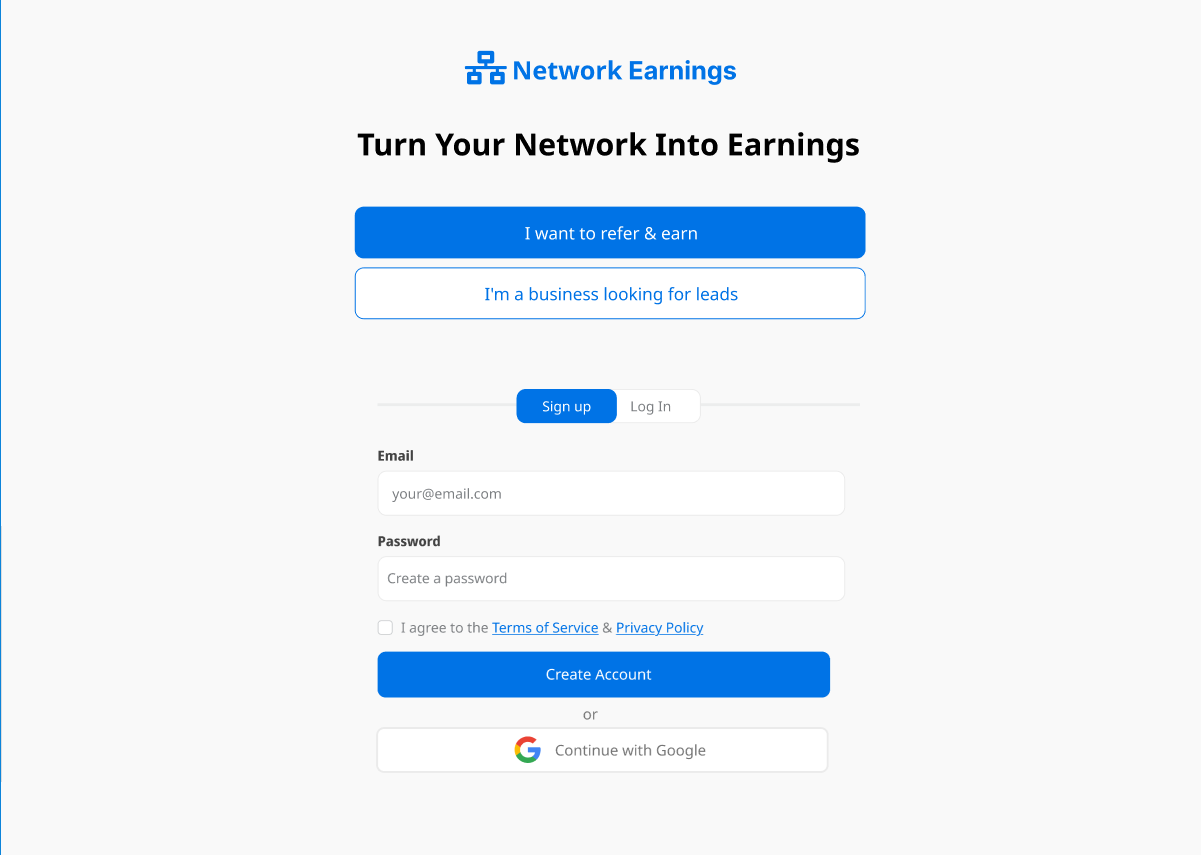 Network Earnings
Turn Your Network Into Earnings
I want to refer & earn
I'm a business looking for leads
Sign up Log In
Email
your@email.com
Password
Create a password
I agree to the Terms of Service & Privacy Policy
Create Account
or
Continue with Google